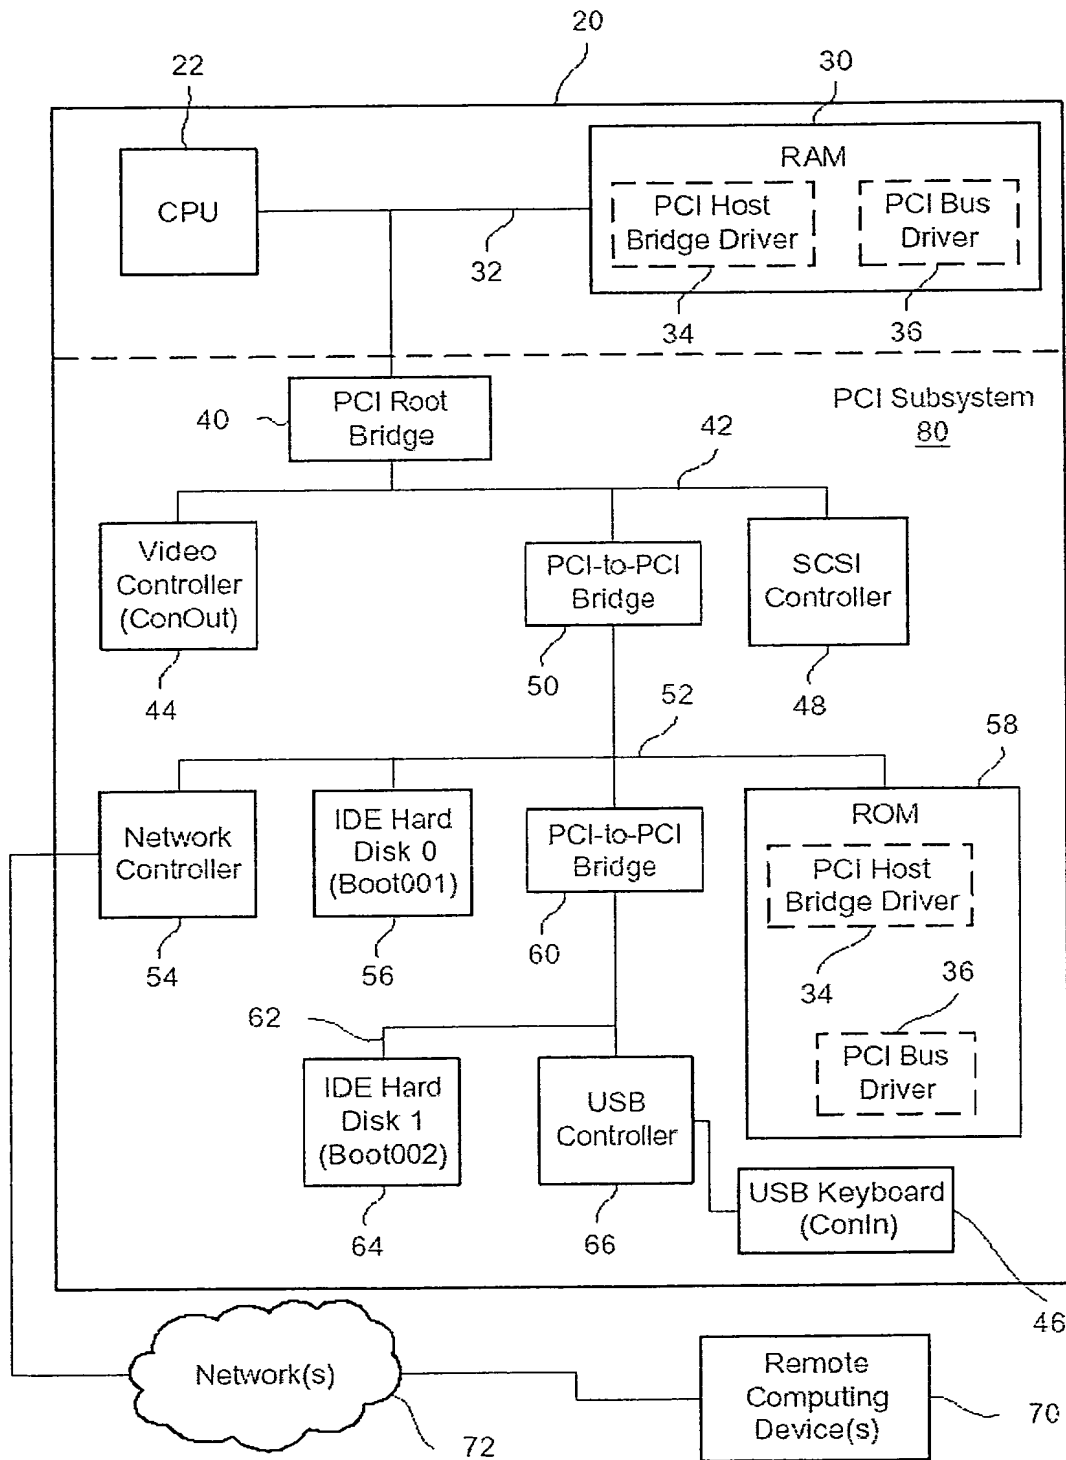 20
22
30
CPU
RAM
PCI Host
Bridge Driver
PCI Bus
Driver
32
34
36
PCI Root
Bridge
40
PCI Subsystem
80
42
Video
Controller
(ConOut)
PCI-to-PCI
Bridge
SCSI
Controller
44
50
48
52
58
Network
Controller
IDE Hard
Disk 0
(Boot001)
PCI-to-PCI
Bridge
ROM
PCI Host
Bridge Driver
54
56
60
34
36
PCI Bus
Driver
62
IDE Hard
Disk 1
(Boot002)
USB
Controller
USB Keyboard
(ConIn)
64
66
46
Network(s)
Remote
Computing
Device(s)
72
70